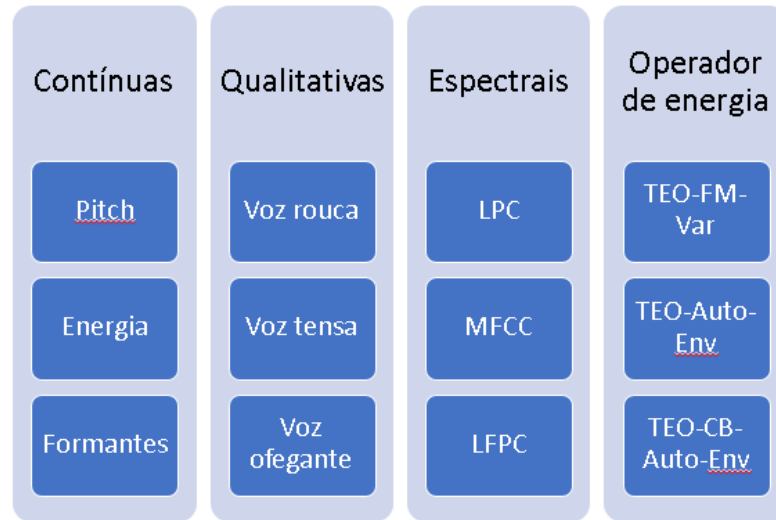 Contínuas
Pitch
Energia
Formantes
Qualitativas
Voz rouca
Voz tensa
Voz
ofegante
Espectrais
LPC
MFCC
LFPC
Operador
de energia
TEO-FM-
Var
TEO-Auto-
Env
TEO-CB-
Auto-Env